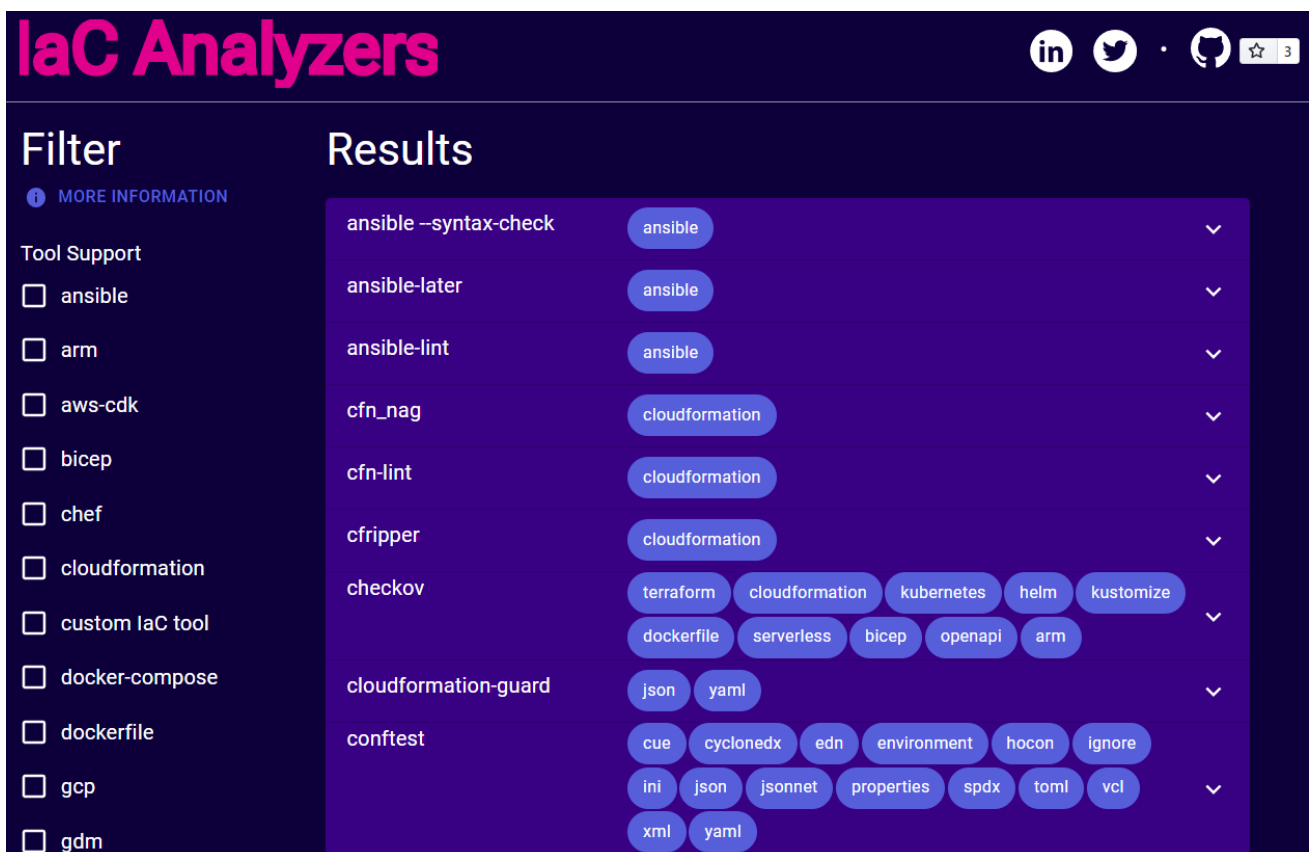 IaC Analyzers
in
3
Filter
MORE INFORMATION
Tool Support
ansible
arm
aws-cdk
bicep
chef
cloudformation
custom IaC tool
docker-compose
dockerfile
gcp
gdm
Results
ansible --syntax-check ansible
ansible-later ansible
ansible-lint ansible
cfn_nag cloudformation
cfn-lint cloudformation
cfripper cloudformation
checkov terraform cloudformation kubernetes helm kustomize
dockerfile serverless bicep openapi arm
cloudformation-guard json yaml
conftest cue cyclonedx edn environment hocon ignore
ini json jsonnet properties spdx toml vcl
xml yaml